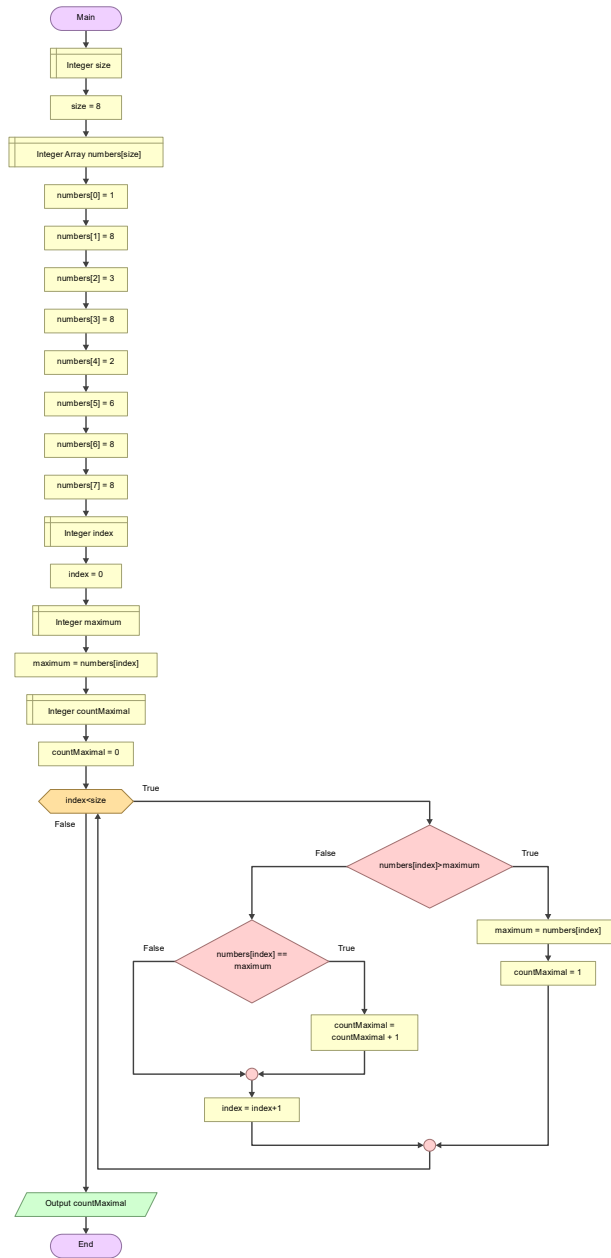 Main
Integer size
size = 8
Integer Array numbers[size]
numbers[0] = 1
numbers[1] = 8
numbers[2] = 3
numbers[3] = 8
numbers[4] = 2
numbers[5] = 6
numbers[6] = 8
numbers[7] = 8
Integer index
index = 0
Integer maximum
maximum = numbers[index]
Integer countMaximal
countMaximal = 0
index<size
True
False
numbers[index]>maximum
False
True
numbers[index] ==
maximum
False
True
maximum = numbers[index]
countMaximal = 1
countMaximal =
countMaximal + 1
index = index+1
Output countMaximal
End